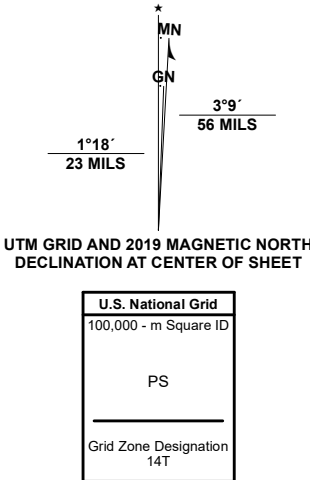 MN
GN
3°9´
56 MILS
1°18´
23 MILS
UTM GRID AND 2019 MAGNETIC NORTH
DECLINATION AT CENTER OF SHEET
U.S. National Grid
100,000 - m Square ID
PS
Grid Zone Designation
14T